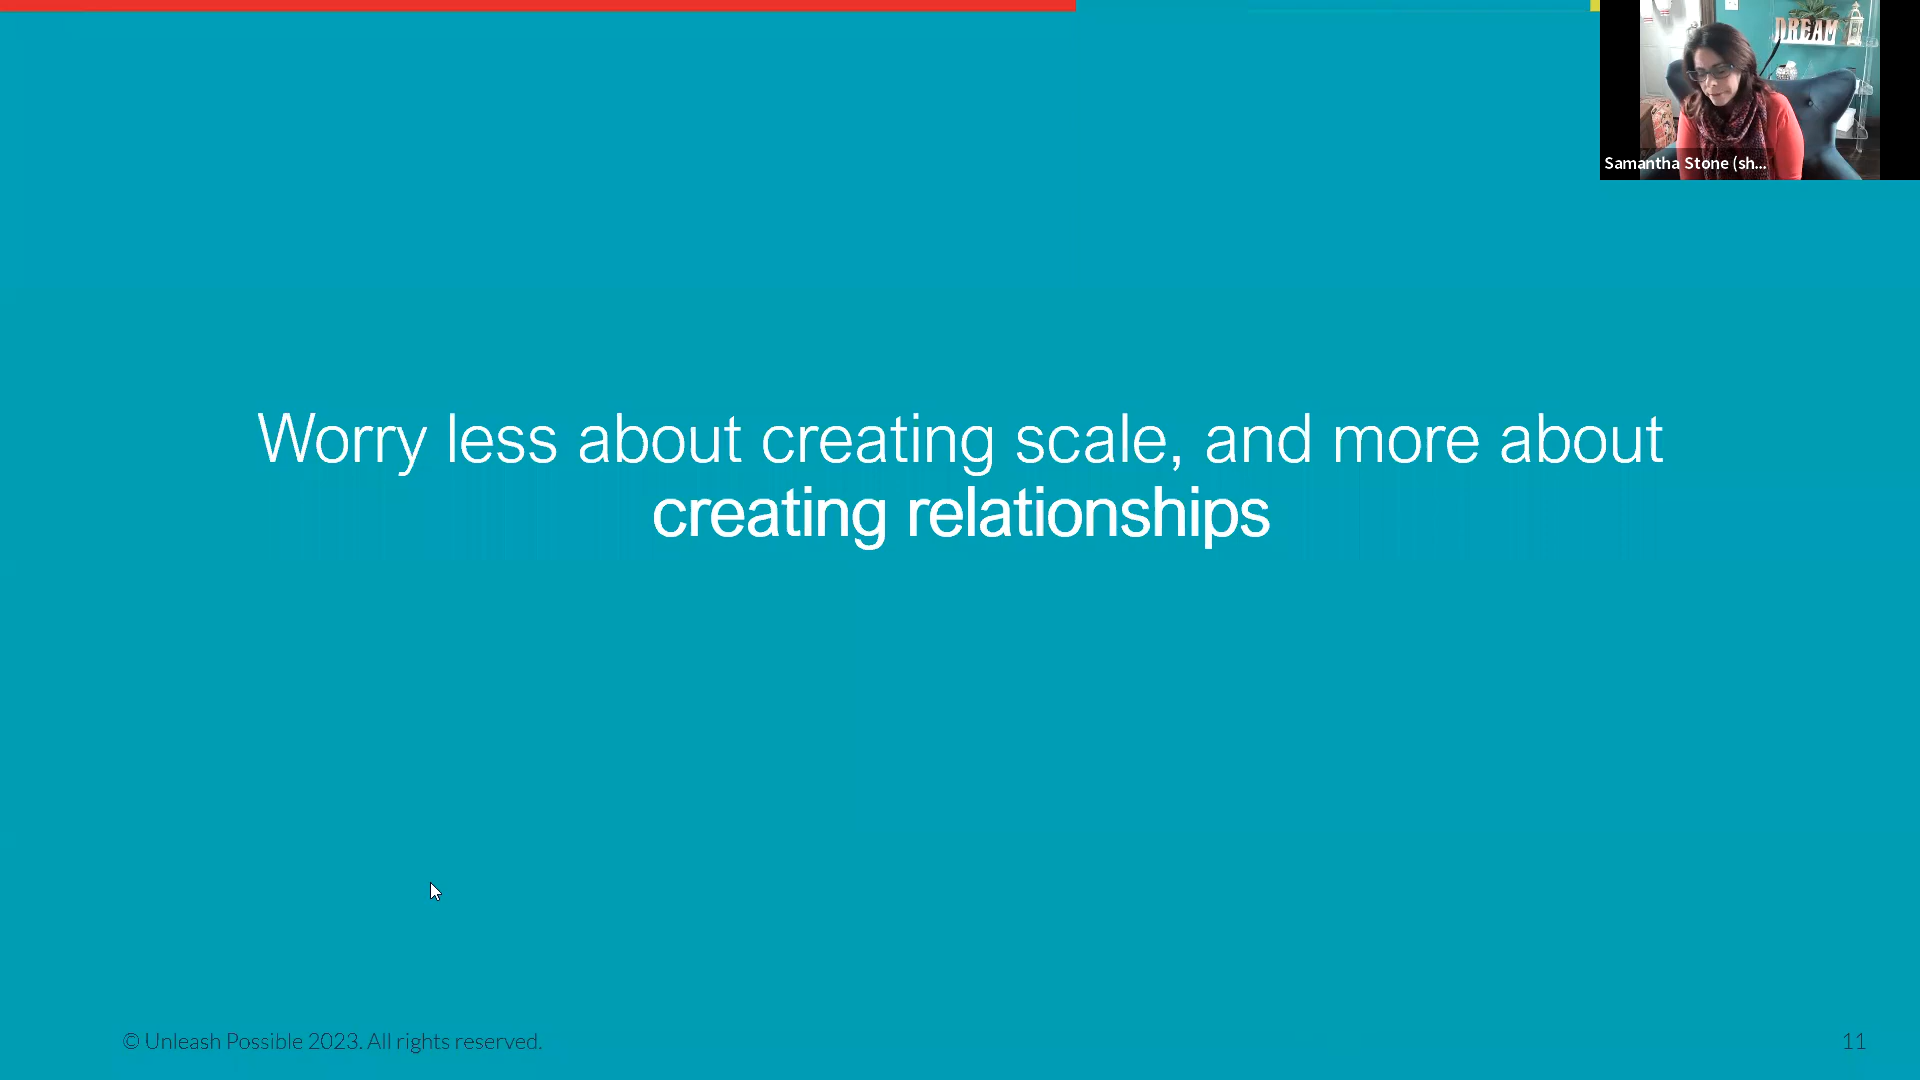 DREAM
Samantha Stone (sh...
Worry less about creating scale, and more about
creating relationships
© Unleash Possible 2023. All rights reserved.
11